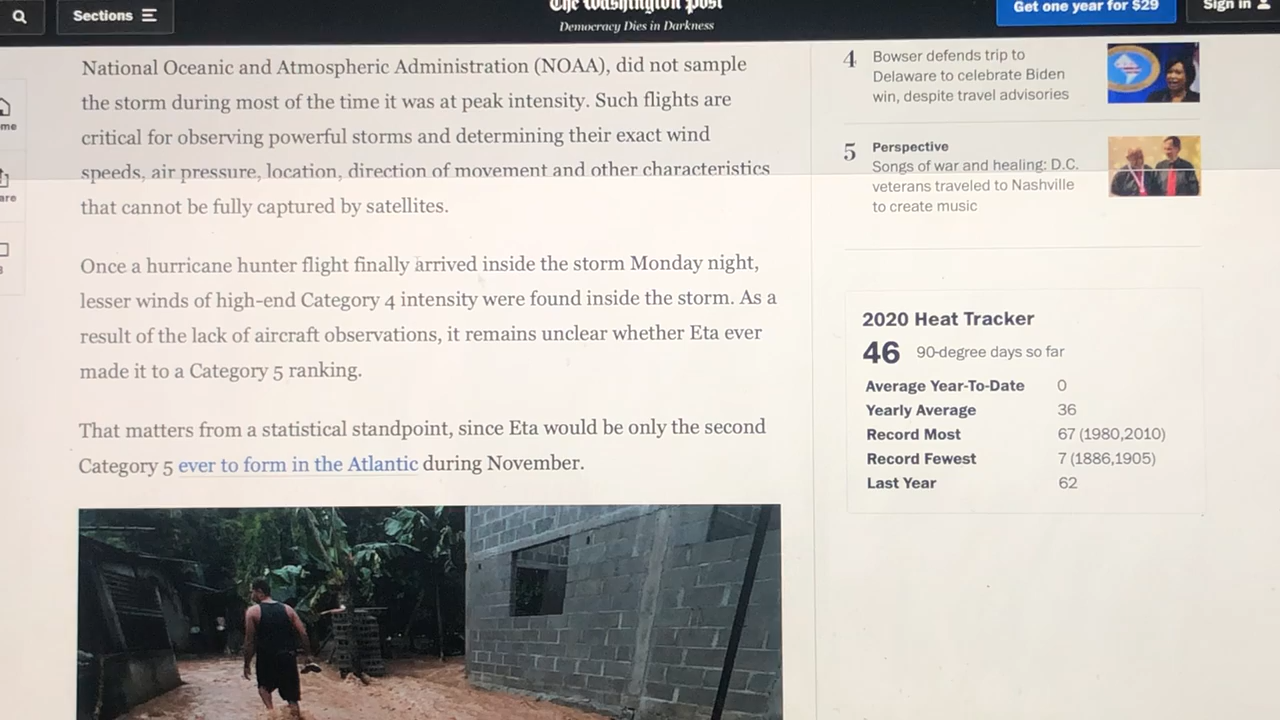 Sections
The Washington Post
Democracy Dies in Darkness
Get one year for $29
Sign in
me
are
National Oceanic and Atmospheric Administration (NOAA), did not sample
the storm during most of the time it was at peak intensity. Such flights are
critical for observing powerful storms and determining their exact wind
speeds, air pressure, location, direction of movement and other characteristics
that cannot be fully captured by satellites.
Once a hurricane hunter flight finally arrived inside the storm Monday night,
lesser winds of high-end Category 4 intensity were found inside the storm. As a
result of the lack of aircraft observations, it remains unclear whether Eta ever
made it to a Category 5 ranking.
That matters from a statistical standpoint, since Eta would be only the second
Category 5 ever to form in the Atlantic during November.
4 Bowser defends trip to
Delaware to celebrate Biden
win, despite travel advisories
5 Perspective
Songs of war and healing: D.C.
veterans traveled to Nashville
to create music
2020 Heat Tracker
46 90-degree days so far
Average Year-To-Date 0
Yearly Average 36
Record Most 67 (1980,2010)
Record Fewest 7 (1886,1905)
Last Year 62